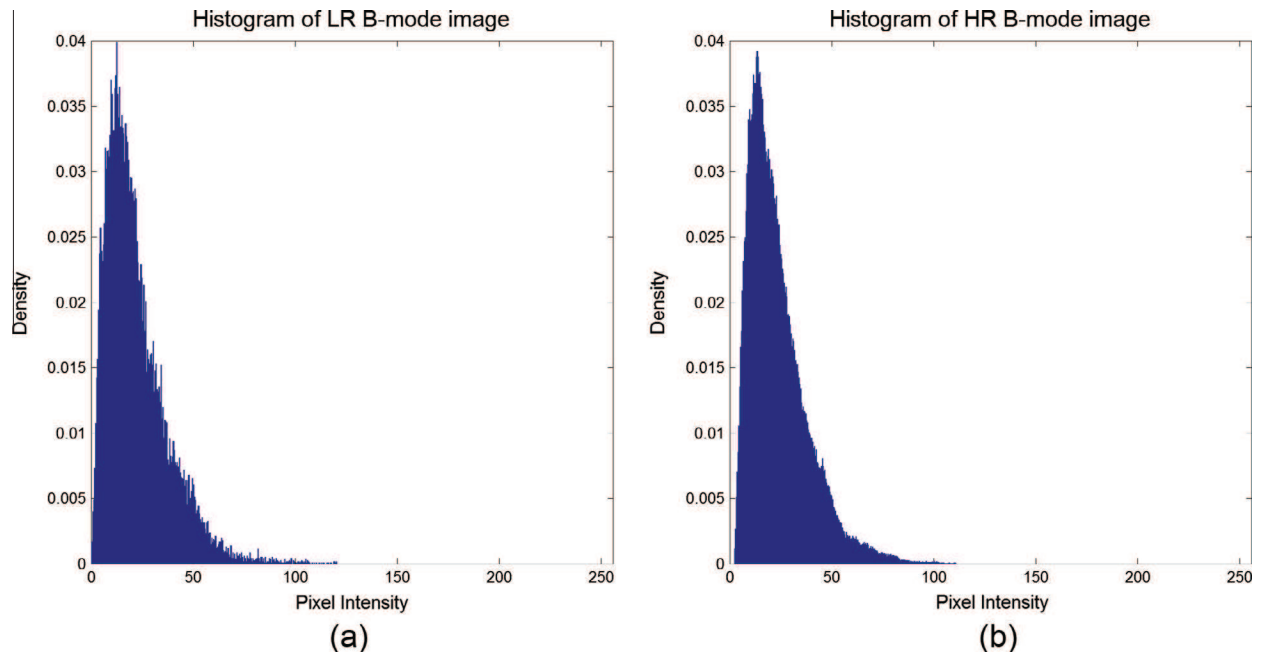 Histogram of LR B-mode image
0.04
0.035
0.03
0.025
0.02
0.015
0.01
0.005
0
Density
0 50 100 150 200 250
Pixel Intensity
(a)
Histogram of HR B-mode image
0.04
0.035
0.03
0.025
0.02
0.015
0.01
0.005
0
Density
0 50 100 150 200 250
Pixel Intensity
(b)